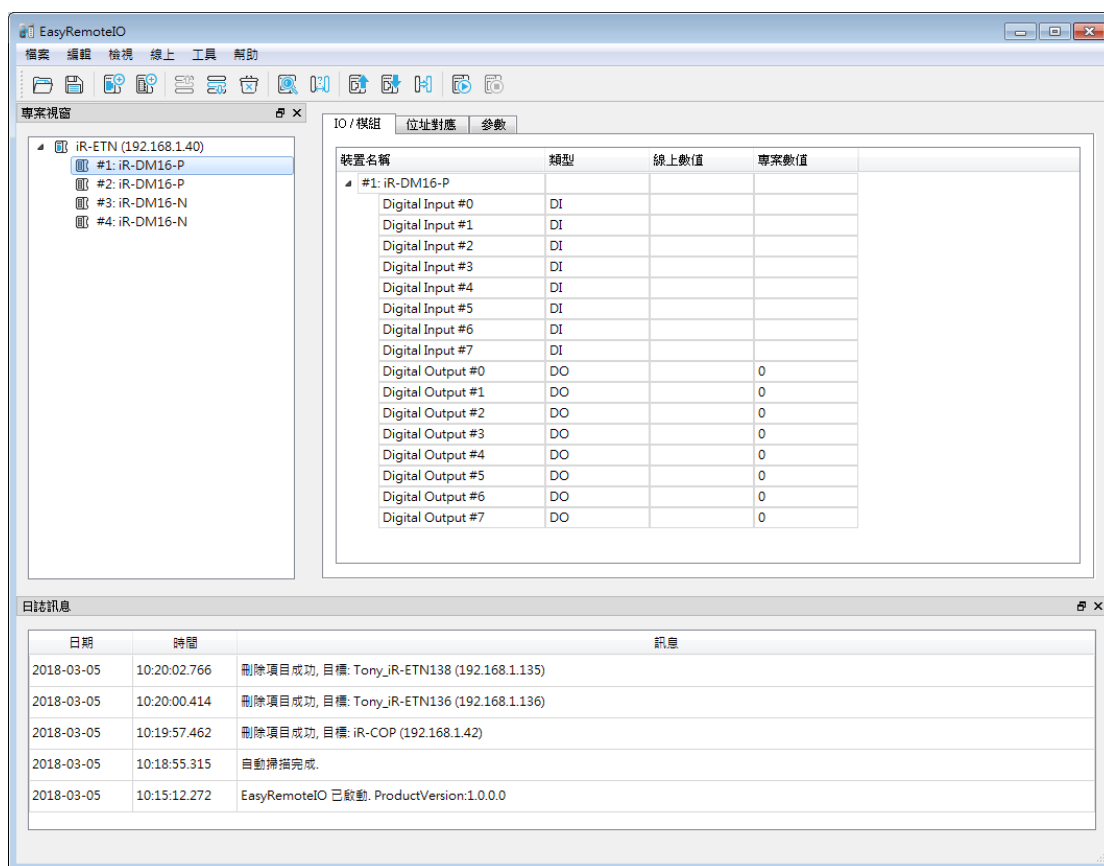 EasyRemoteIO
檔案 編輯 檢視 線上 工具 幫助
專案視窗
iR-ETN (192.168.1.40)
#1: iR-DM16-P
#2: iR-DM16-P
#3: iR-DM16-N
#4: iR-DM16-N
IO / 模組 位址對應 參數
裝置名稱 類型 線上數值 專案數值
#1: iR-DM16-P
Digital Input #0 DI
Digital Input #1 DI
Digital Input #2 DI
Digital Input #3 DI
Digital Input #4 DI
Digital Input #5 DI
Digital Input #6 DI
Digital Input #7 DI
Digital Output #0 DO 0
Digital Output #1 DO 0
Digital Output #2 DO 0
Digital Output #3 DO 0
Digital Output #4 DO 0
Digital Output #5 DO 0
Digital Output #6 DO 0
Digital Output #7 DO 0
日誌訊息
日期 時間 訊息
2018-03-05 10:20:02.766 刪除項目成功, 目標: Tony_iR-ETN138 (192.168.1.135)
2018-03-05 10:20:00.414 刪除項目成功, 目標: Tony_iR-ETN136 (192.168.1.136)
2018-03-05 10:19:57.462 刪除項目成功, 目標: iR-COP (192.168.1.42)
2018-03-05 10:18:55.315 自動掃描完成.
2018-03-05 10:15:12.272 EasyRemoteIO 已啟動. ProductVersion:1.0.0.0